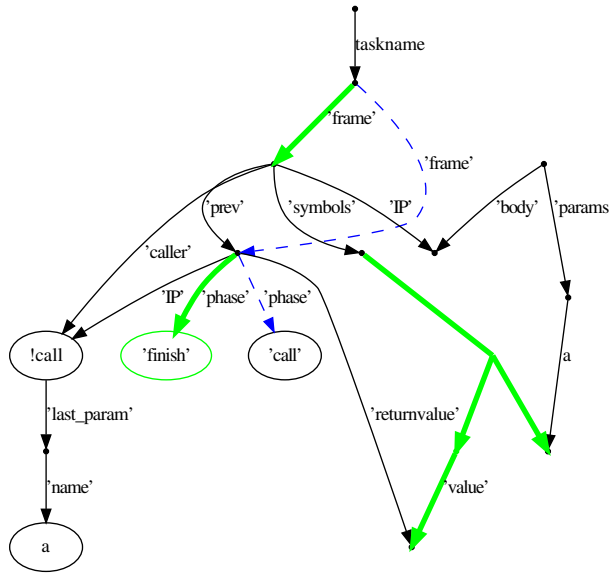 taskname
'frame'
'frame'
'prev'
'symbols'
'IP'
'body'
'params'
'caller'
'IP'
'phase'
'phase'
!call
'finish'
'call'
a
'last_param'
'returnvalue'
'name'
'value'
a